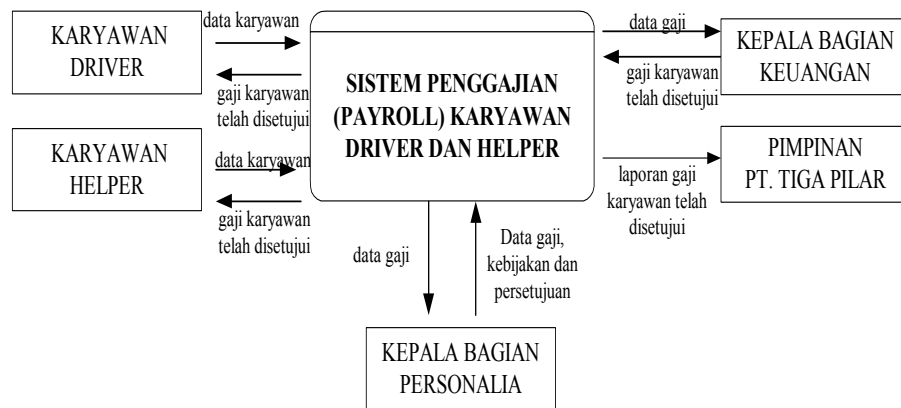 KARYAWAN
DRIVER
data karyawan
gaji karyawan
telah disetujui
KARYAWAN
HELPER
data karyawan
gaji karyawan
telah disetujui
SISTEM PENGGAJIAN
(PAYROLL) KARYAWAN
DRIVER DAN HELPER
data gaji
gaji karyawan
telah disetujui
KEPALA BAGIAN
KEUANGAN
laporan gaji
karyawan telah
disetujui
PIMPINAN
PT. TIGA PILAR
data gaji
Data gaji,
kebijakan dan
persetujuan
KEPALA BAGIAN
PERSONALIA